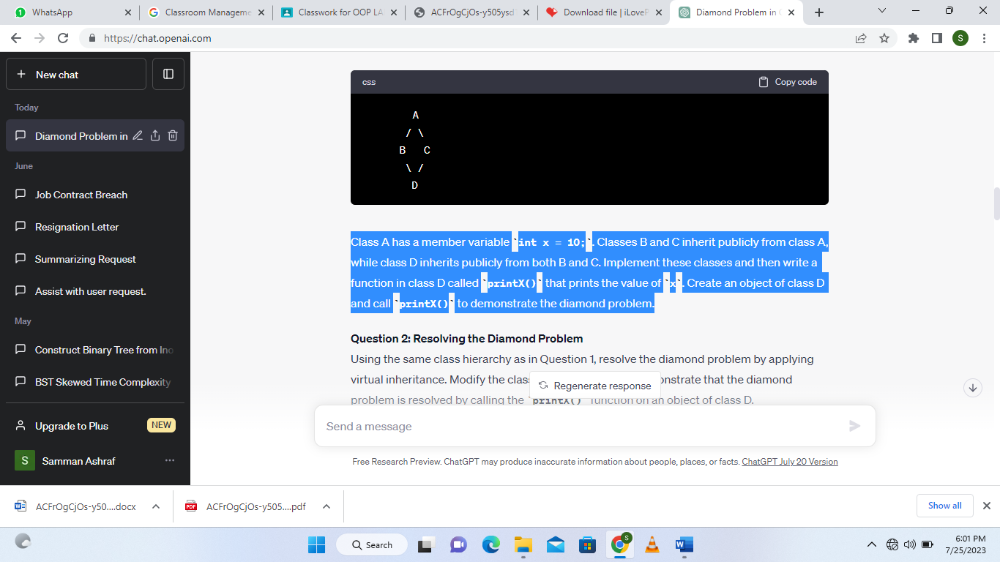 WhatsApp
Classroom Manageme
Classwork for OOP LA
ACFrOgCjOs-y505ysd
Download file | iLoveP
Diamond Problem in
https://chat.openai.com
S
New chat
Today
Diamond Problem in
June
Job Contract Breach
Resignation Letter
Summarizing Request
Assist with user request.
May
Construct Binary Tree from Ino
BST Skewed Time Complexity
Upgrade to Plus NEW
S Samman Ashraf
css Copy code
A
/ \
B C
\ /
D
Class A has a member variable `int x = 10;`. Classes B and C inherit publicly from class A,
while class D inherits publicly from both B and C. Implement these classes and then write a
function in class D called `printX()` that prints the value of `x`. Create an object of class D
and call `printX()` to demonstrate the diamond problem.
Question 2: Resolving the Diamond Problem
Using the same class hierarchy as in Question 1, resolve the diamond problem by applying
virtual inheritance. Modify the clas onstrate that the diamond
Regenerate response
problem is resolved by calling the `printX()` function on an object of class D.
Send a message
Free Research Preview. ChatGPT may produce inaccurate information about people, places, or facts. ChatGPT July 20 Version
ACFrOgCjOs-y50....docx
PDF
ACFrOgCjOs-y505....pdf
Show all
Search
S
6:01 PM
7/25/2023